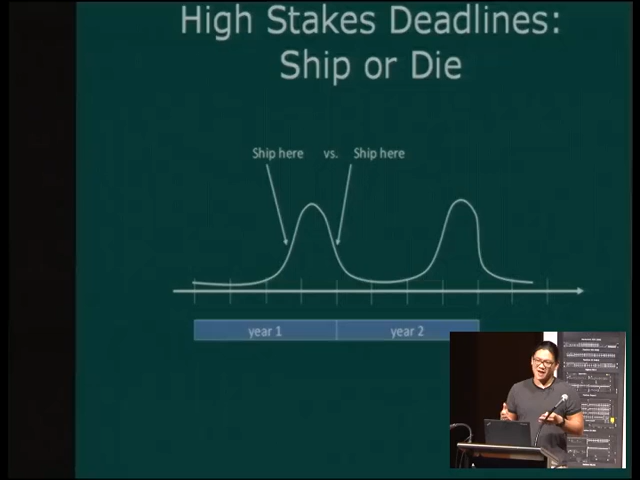 High Stakes Deadlines:
Ship or Die
Ship here vs. Ship here
year 1 year 2